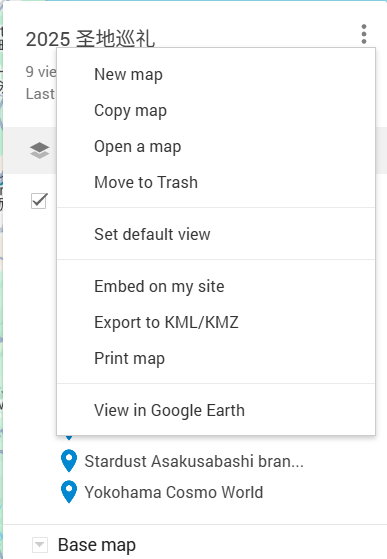 2025 圣地巡礼
9 vie
Last
New map
Copy map
Open a map
Move to Trash
Set default view
Embed on my site
Export to KML/KMZ
Print map
View in Google Earth
Stardust Asakusabashi bran...
Yokohama Cosmo World
Base map